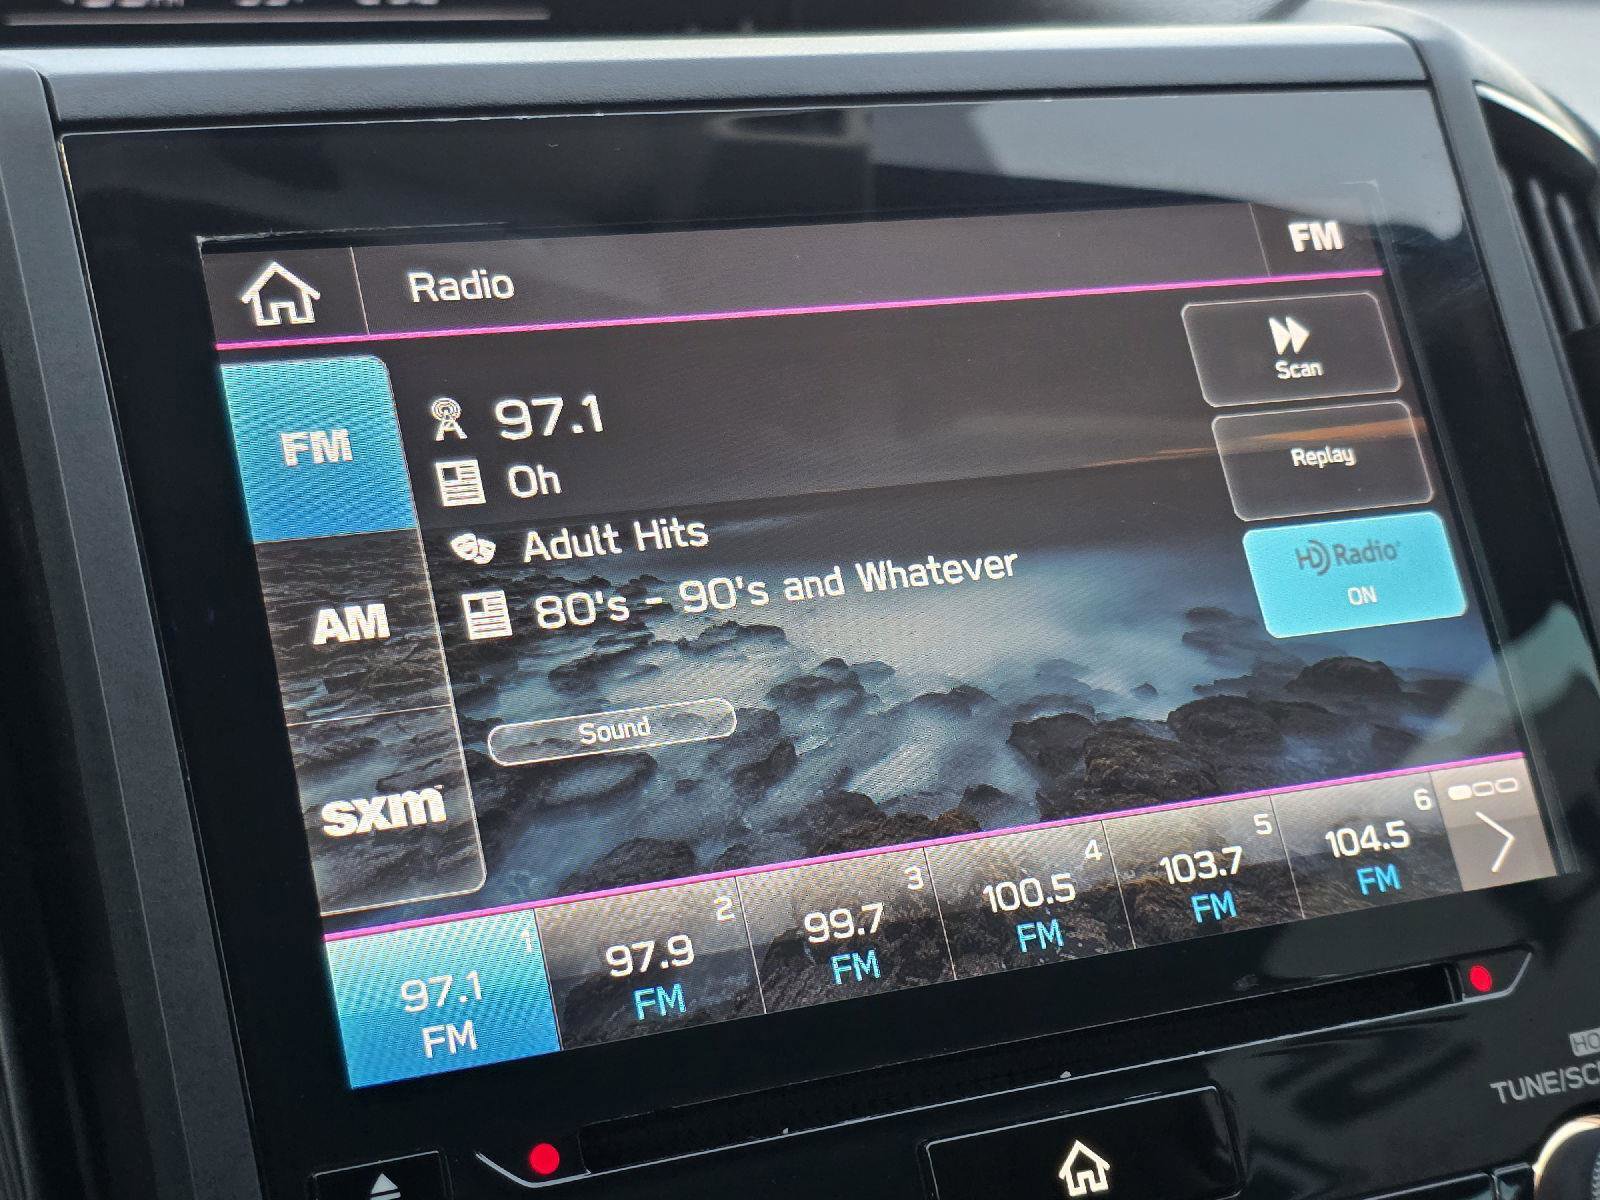 Radio
FM
FM
AM
sxm
97.1
Oh
Adult Hits
80's - 90's and Whatever
Sound
Scan
Replay
HD Radio
ON
1
97.1
FM
2
97.9
FM
3
99.7
FM
4
100.5
FM
5
103.7
FM
6
104.5
FM